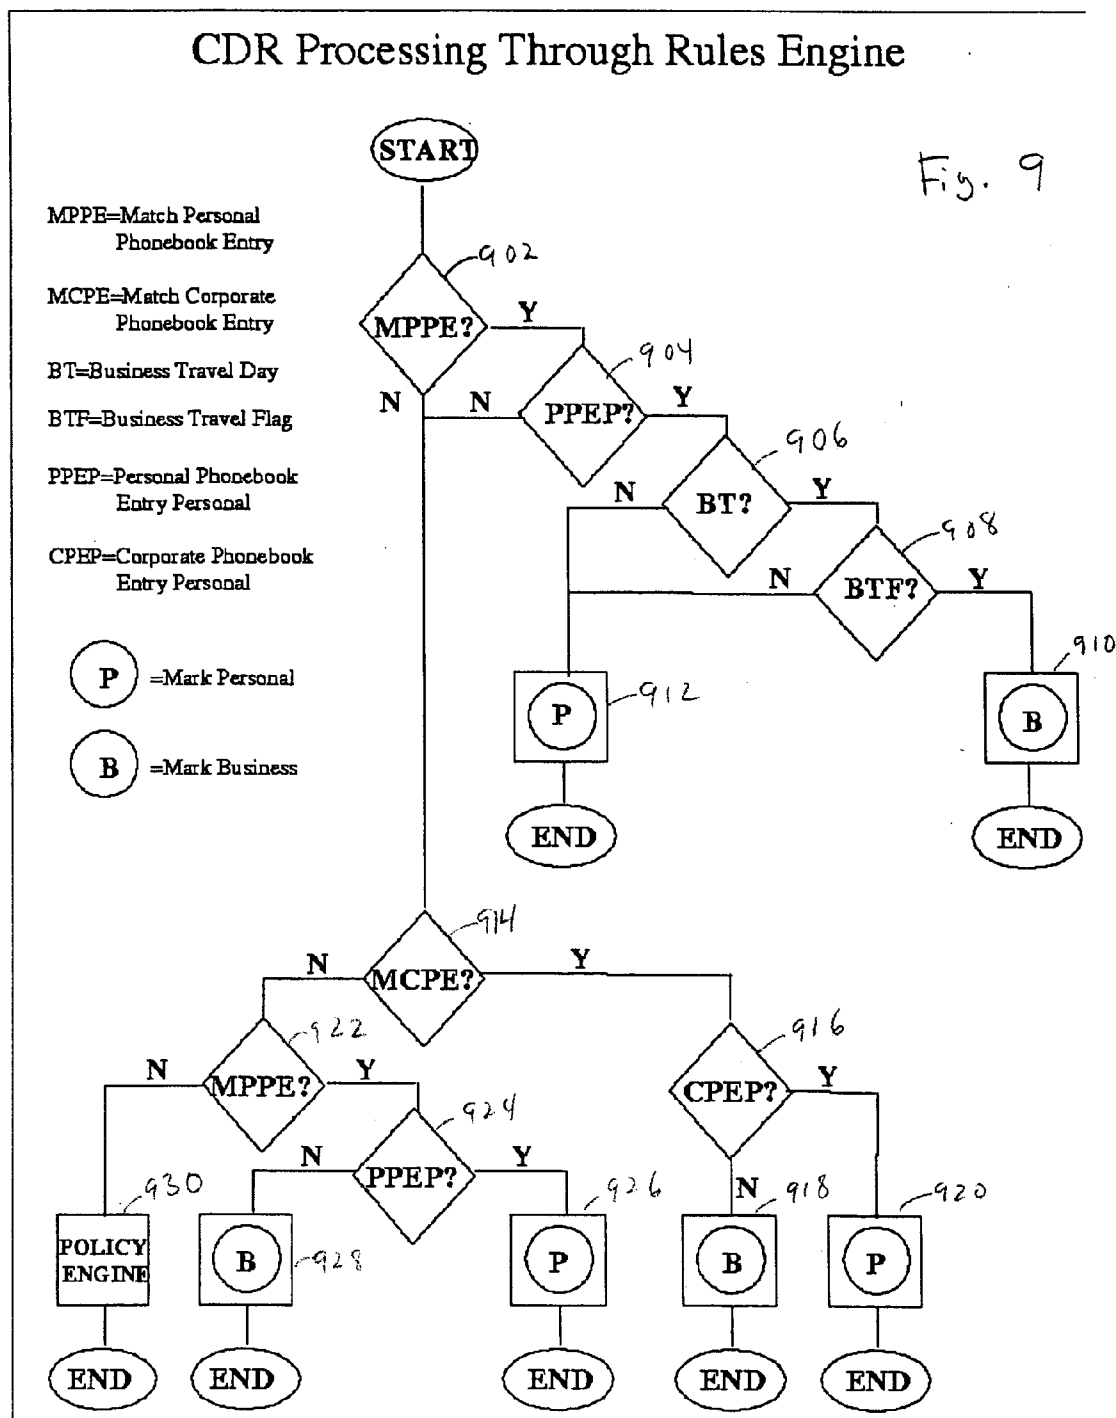 CDR Processing Through Rules Engine
START
Fig. 9
MPPE=Match Personal
Phonebook Entry
902
MCPE=Match Corporate
Phonebook Entry
MPPE?
Y
904
BT=Business Travel Day
N
N
PPEP?
Y
BTF=Business Travel Flag
906
PPEP=Personal Phonebook
Entry Personal
N
BT?
Y
908
CPEP=Corporate Phonebook
Entry Personal
N
BTF?
Y
910
P
=Mark Personal
912
P
B
B
=Mark Business
END
END
914
N
MCPE?
Y
922
916
N
MPPE?
Y
CPEP?
Y
924
N
PPEP?
Y
930
926
N
918
920
POLICY
ENGINE
B
928
P
B
P
END
END
END
END
END